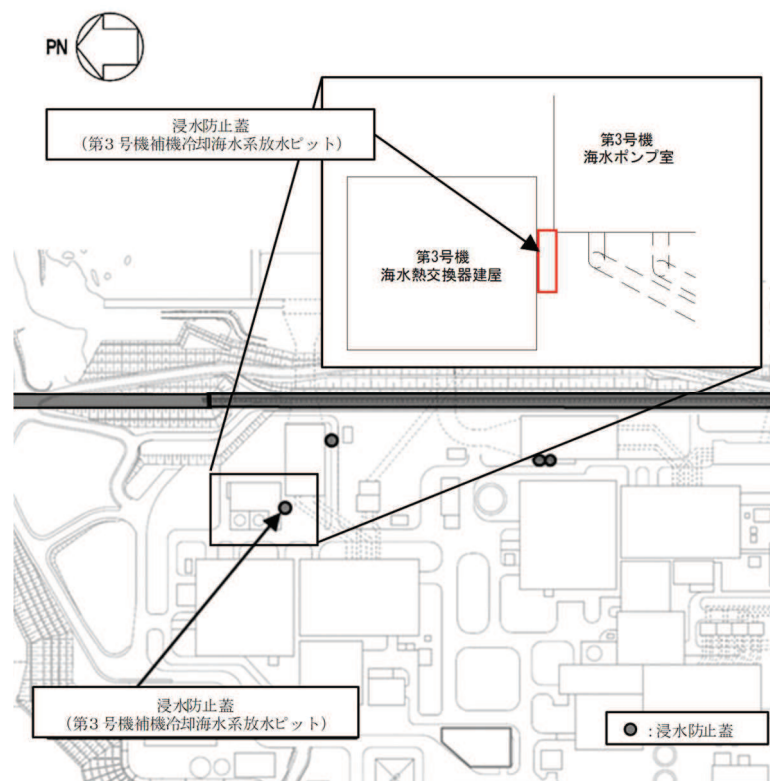 PN
浸水防止蓋
（第３号機補機冷却海水系放水ピット）
第3号機
海水ポンプ室
第3号機
海水熱交換器建屋
浸水防止蓋
（第３号機補機冷却海水系放水ピット）
：浸水防止蓋